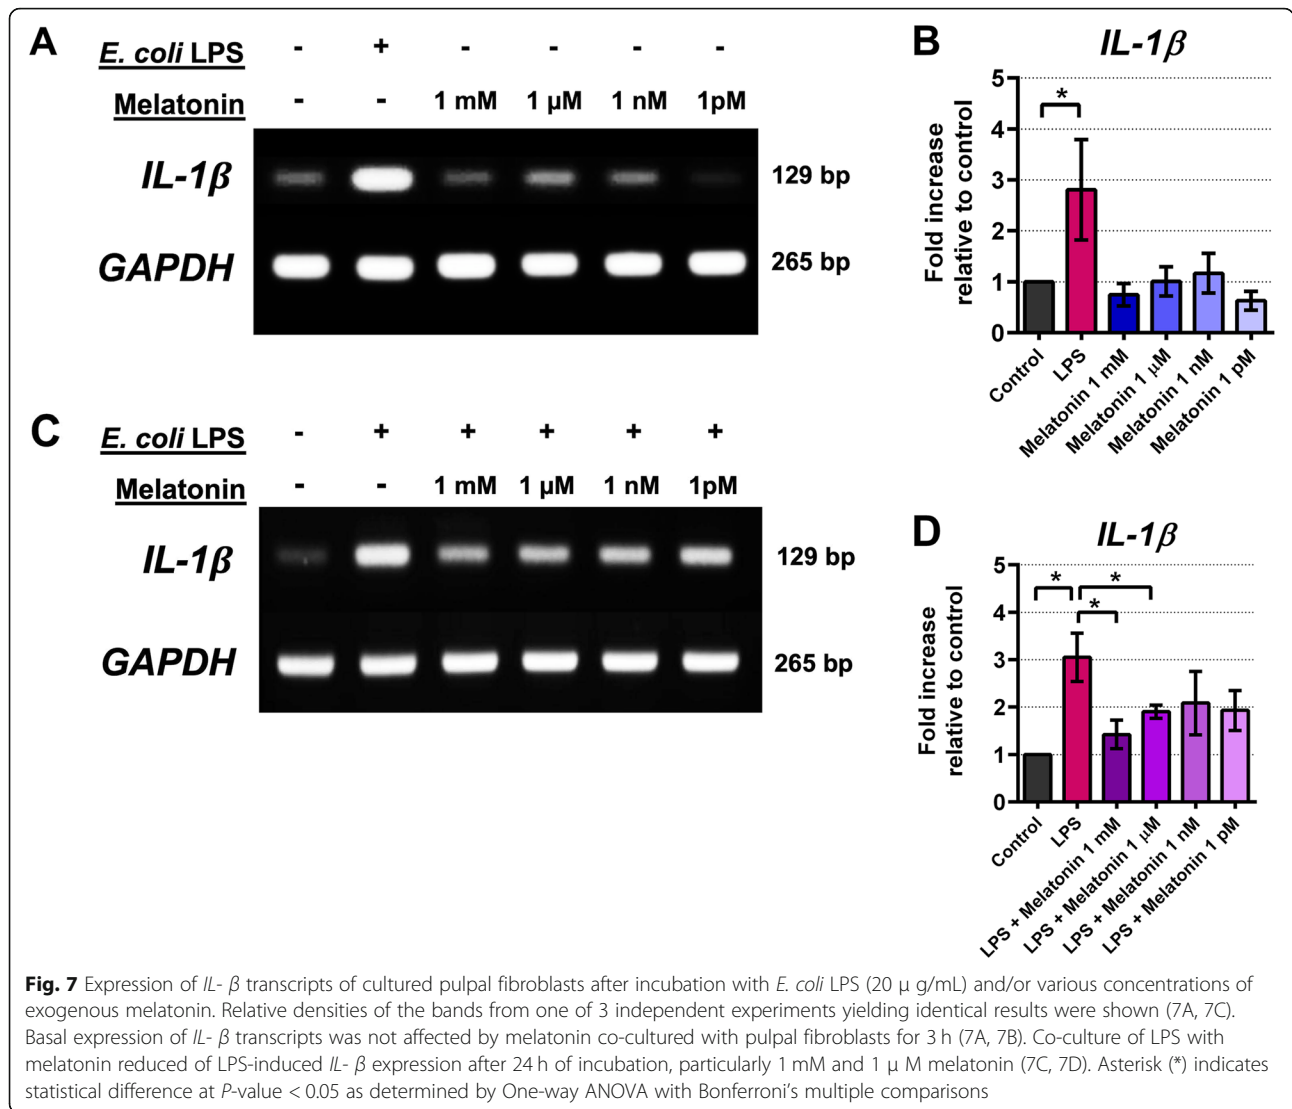 A
E. coli LPS - + - - - -
Melatonin - - 1 mM 1 µM 1 nM 1pM
IL-1β 129 bp
GAPDH 265 bp
B
IL-1β
Fold increase
relative to control
5
4
3
2
1
0
*
Control
LPS
Melatonin 1 mM
Melatonin 1 µM
Melatonin 1 nM
Melatonin 1 pM
C
E. coli LPS - + + + + +
Melatonin - - 1 mM 1 µM 1 nM 1pM
IL-1β 129 bp
GAPDH 265 bp
D
IL-1β
Fold increase
relative to control
5
4
3
2
1
0
* *
*
Control
LPS
LPS + Melatonin 1 mM
LPS + Melatonin 1 µM
LPS + Melatonin 1 nM
LPS + Melatonin 1 pM
Fig. 7 Expression of IL- β transcripts of cultured pulpal fibroblasts after incubation with E. coli LPS (20 µ g/mL) and/or various concentrations of
exogenous melatonin. Relative densities of the bands from one of 3 independent experiments yielding identical results were shown (7A, 7C).
Basal expression of IL- β transcripts was not affected by melatonin co-cultured with pulpal fibroblasts for 3 h (7A, 7B). Co-culture of LPS with
melatonin reduced of LPS-induced IL- β expression after 24 h of incubation, particularly 1 mM and 1 µ M melatonin (7C, 7D). Asterisk (*) indicates
statistical difference at P-value < 0.05 as determined by One-way ANOVA with Bonferroni's multiple comparisons